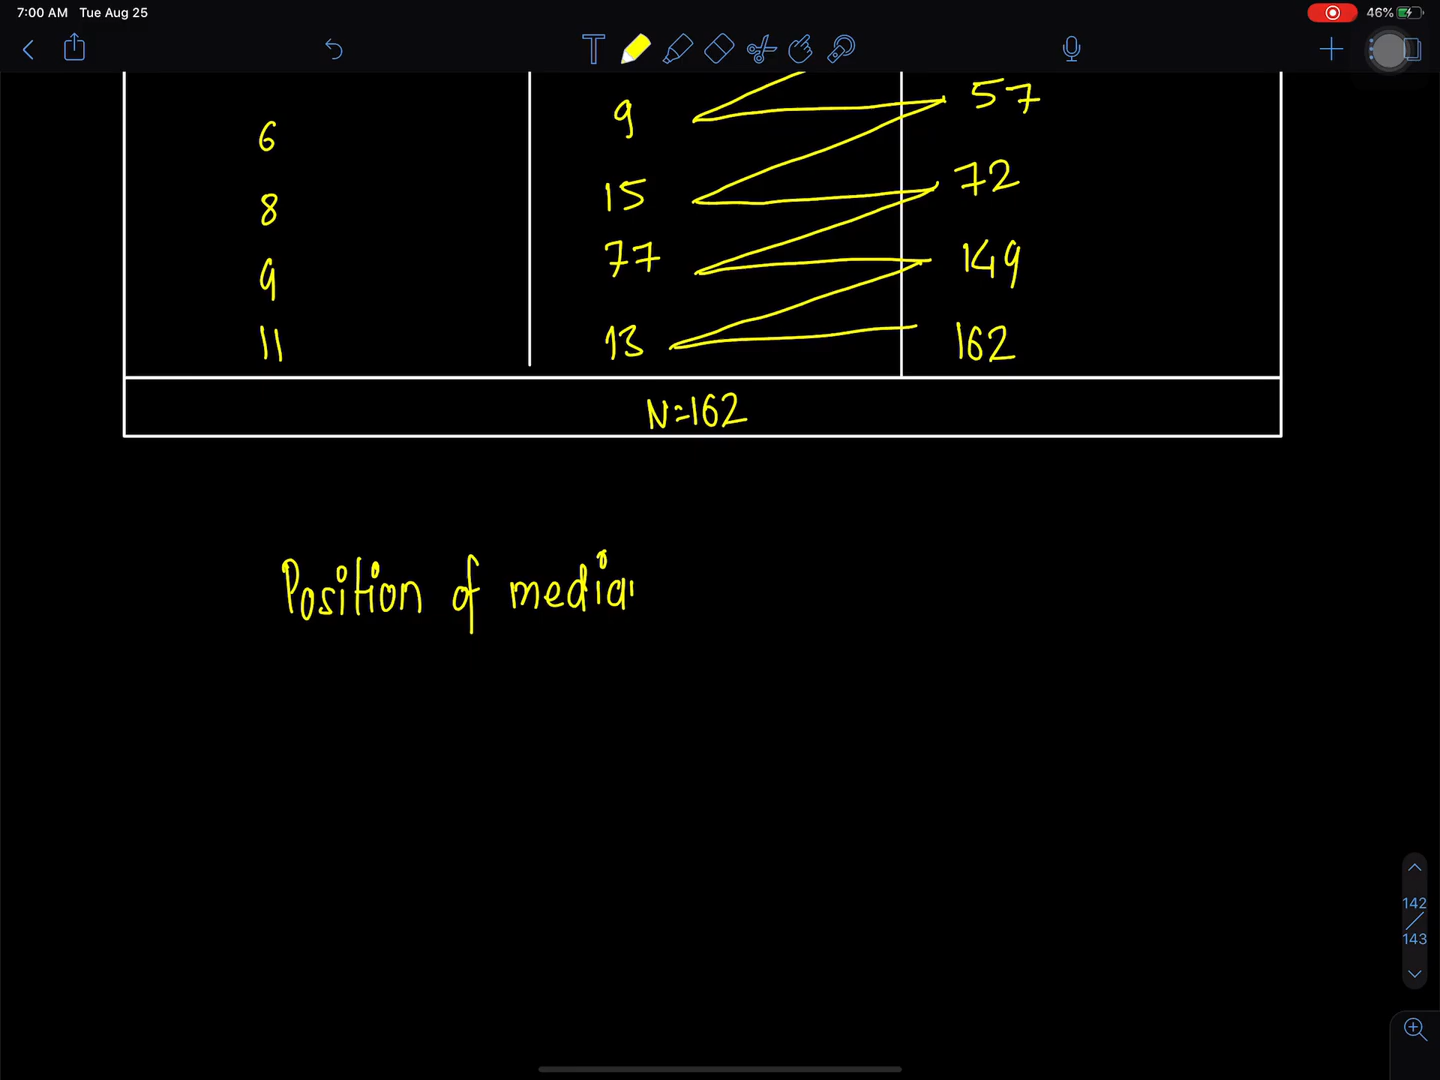 7:00 AM Tue Aug 25 46%
T
9 57
6
15 72
8
77 149
9
11 13 162
N=162
Position of media
142
143